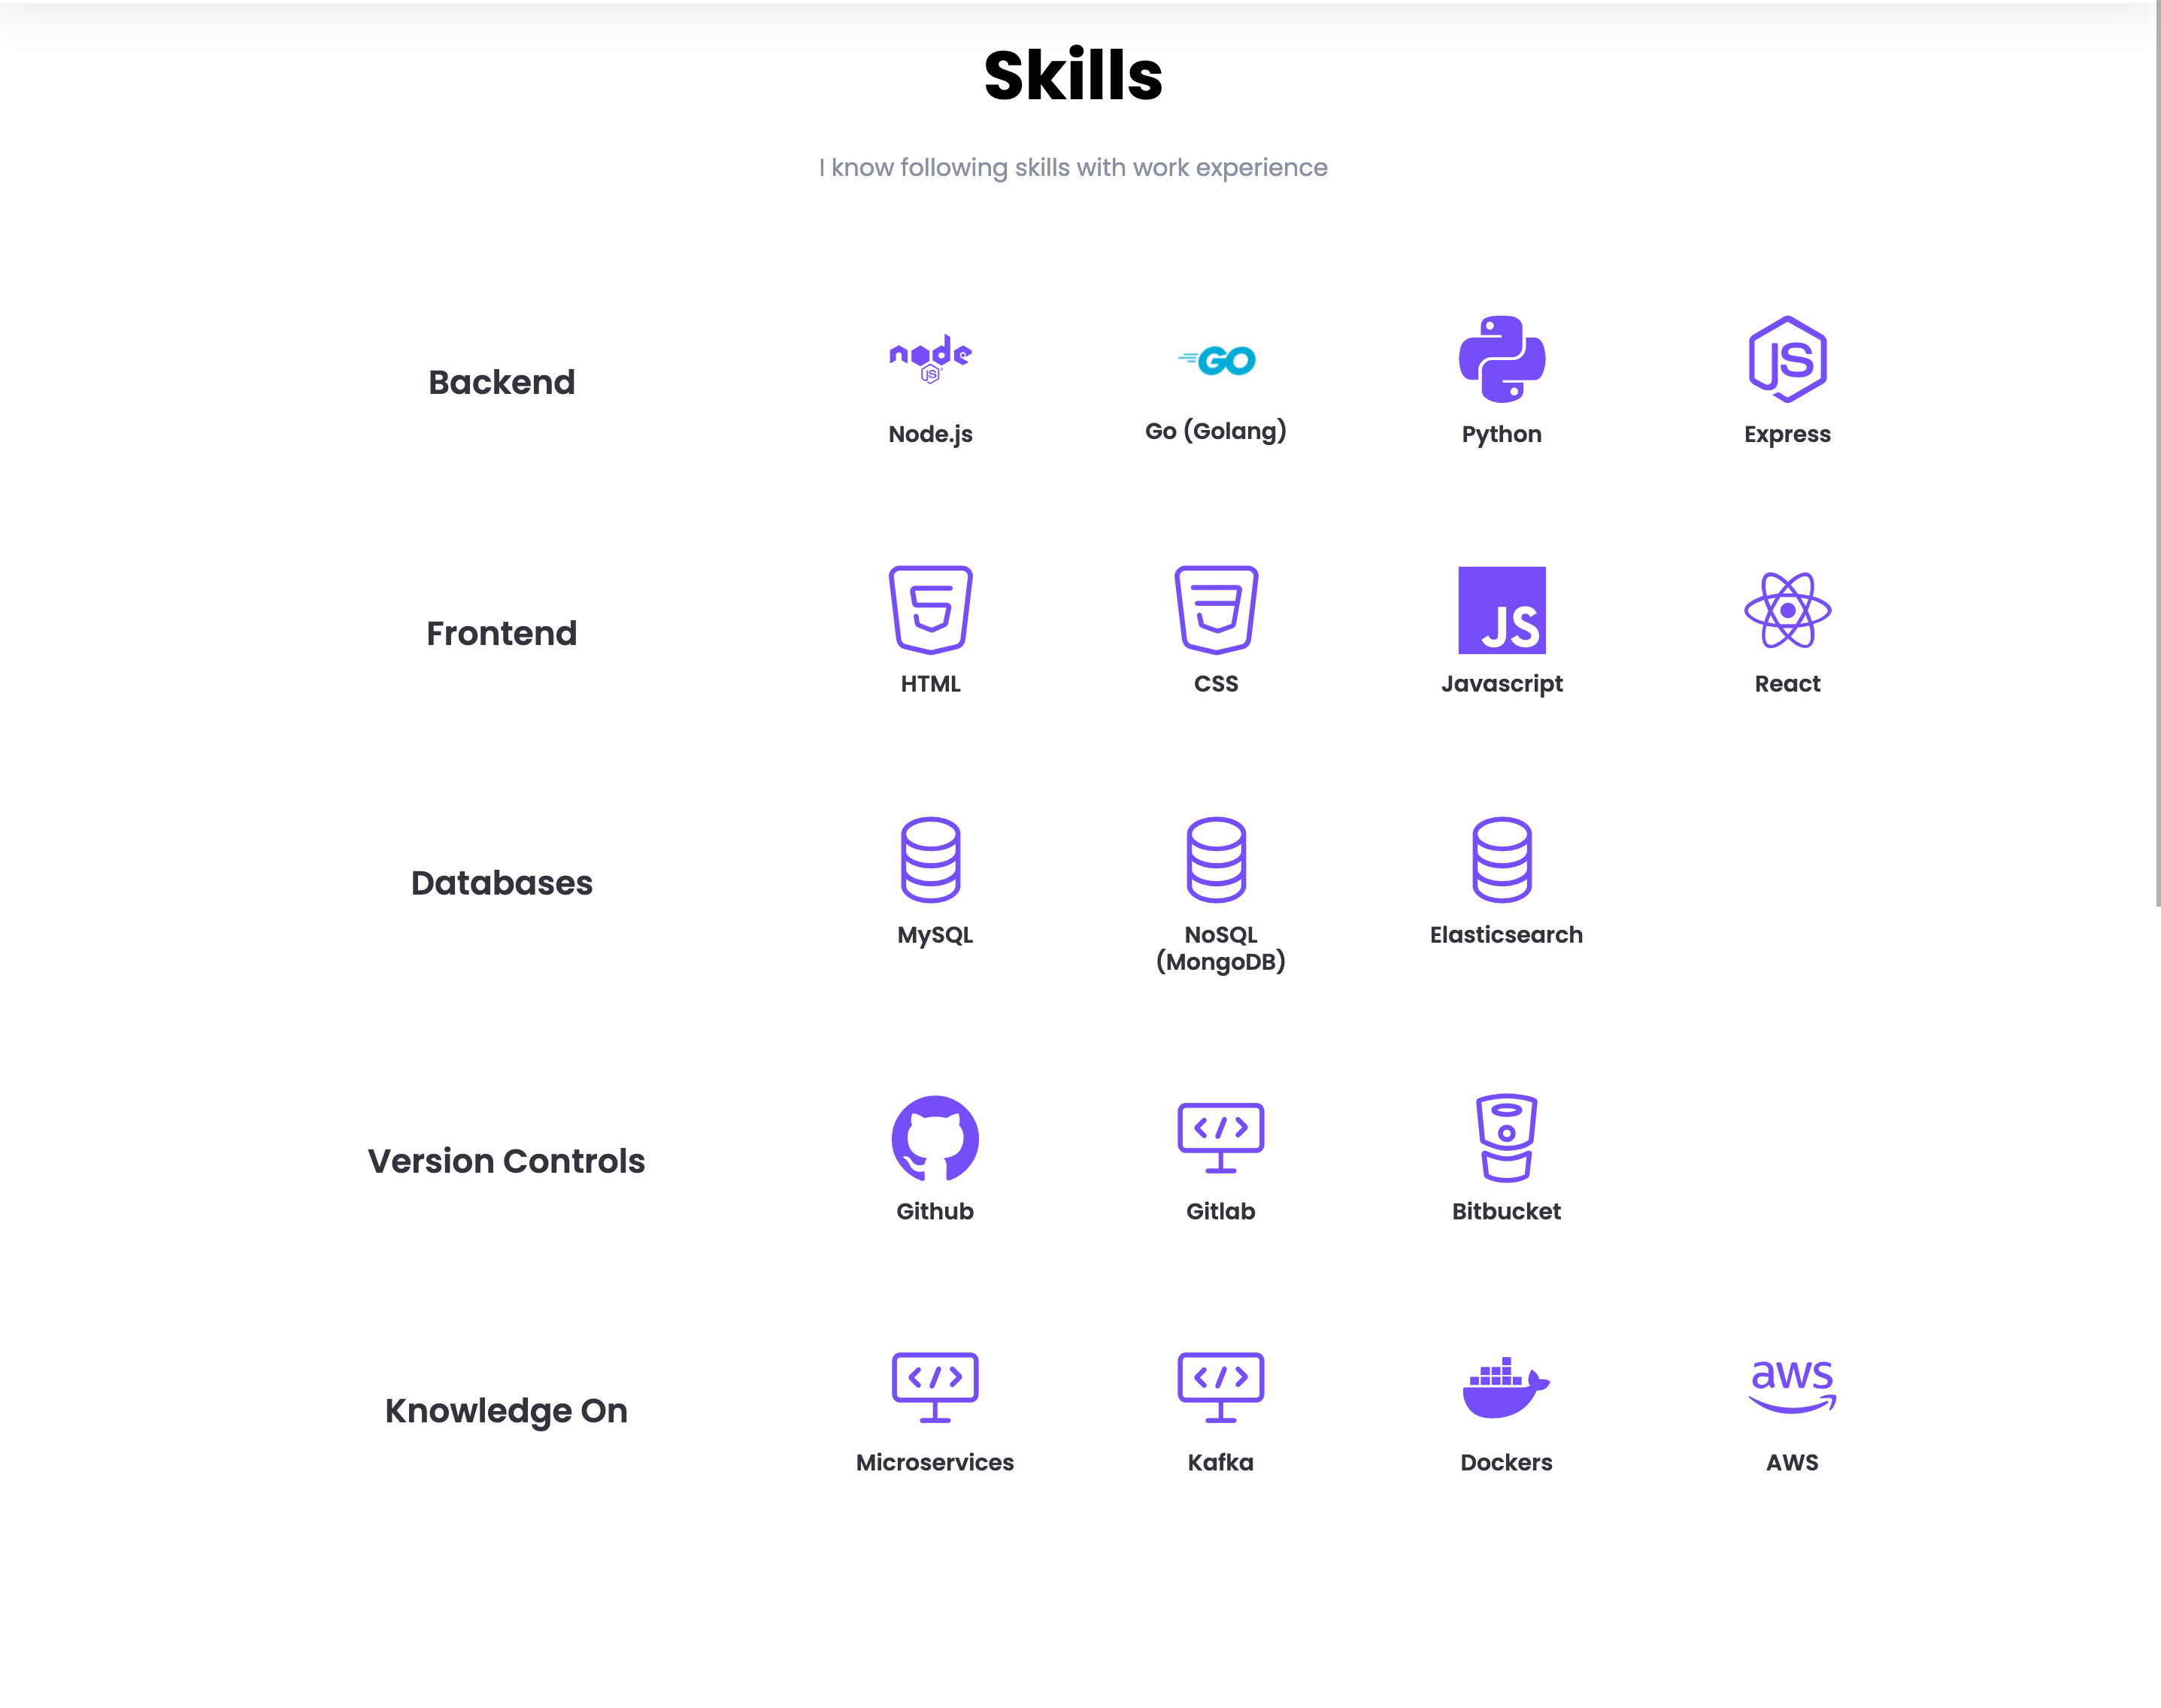 Skills
I know following skills with work experience
Backend
node
JS
GO
JS
Node.js
Go (Golang)
Python
Express
Frontend
JS
HTML
CSS
Javascript
React
Databases
MySQL
NoSQL
(MongoDB)
Elasticsearch
Version Controls
</>
Github
Gitlab
Bitbucket
Knowledge On
</>
</>
aws
Microservices
Kafka
Dockers
AWS